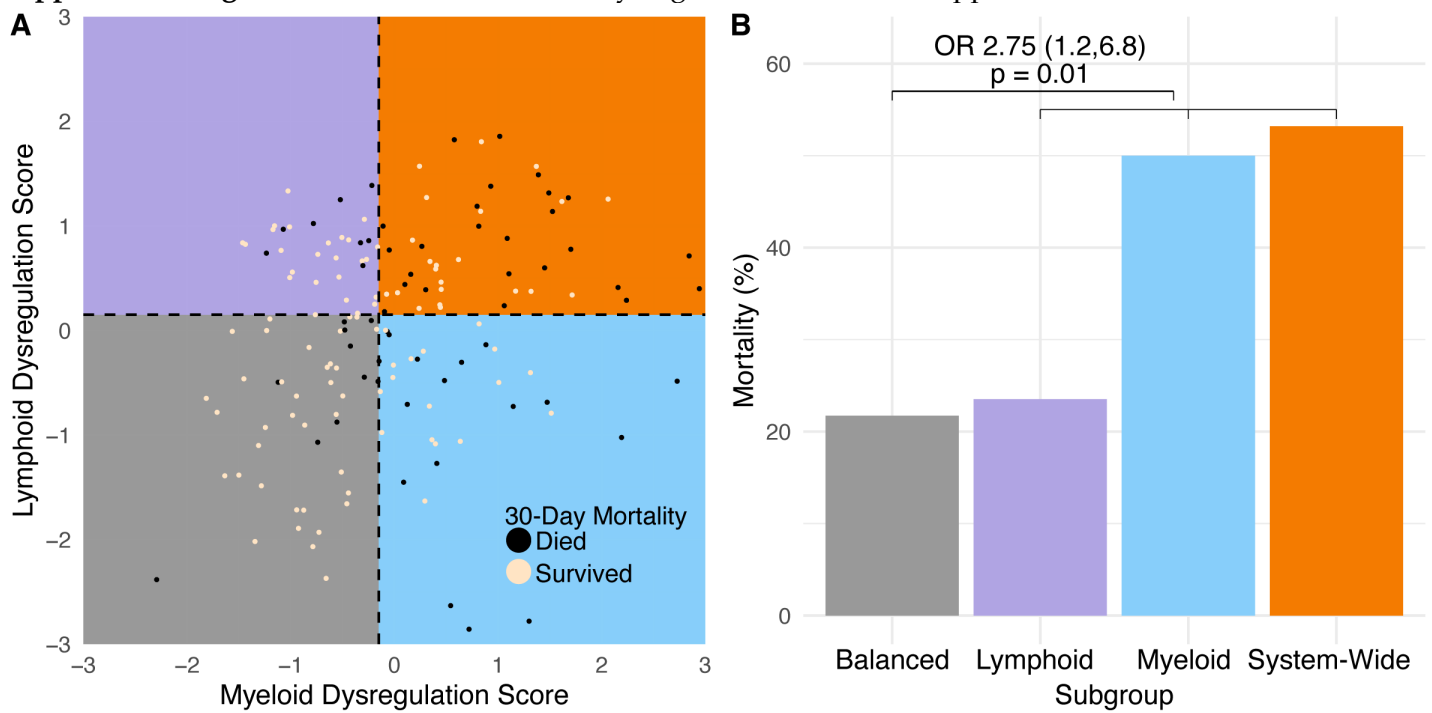 A
3
2
1
0
−1
−2
−3
Lymphoid Dysregulation Score
30-Day Mortality
Died
Survived
−3 −2 −1 0 1 2 3
Myeloid Dysregulation Score
B
OR 2.75 (1.2,6.8)
p = 0.01
60
40
20
0
Mortality (%)
Balanced Lymphoid Myeloid System-Wide
Subgroup